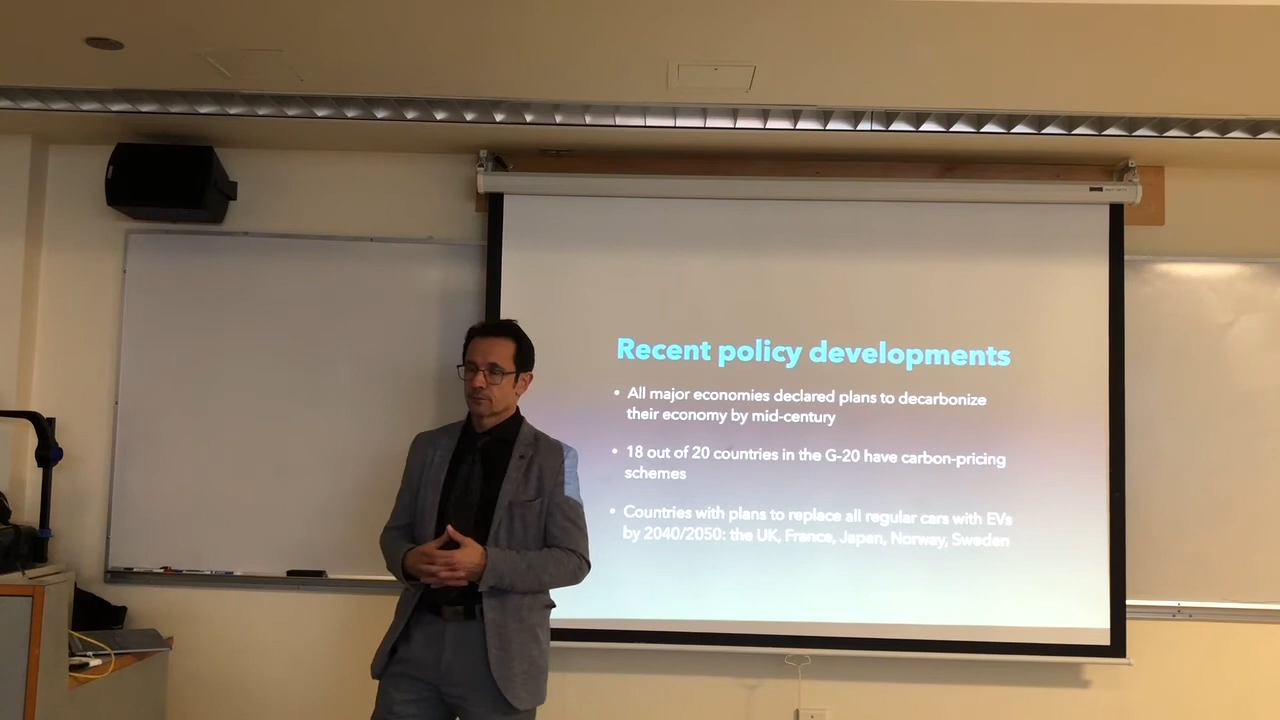 Recent policy developments
• All major economies declared plans to decarbonize
their economy by mid-century
• 18 out of 20 countries in the G-20 have carbon-pricing
schemes
• Countries with plans to replace all regular cars with EVs
by 2040/2050: the UK, France, Japan, Norway, Sweden